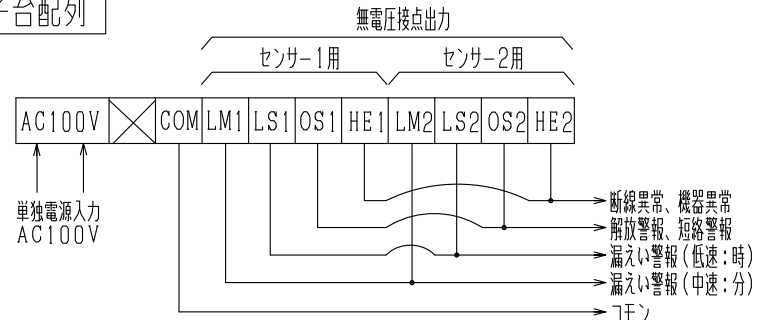 子台配列
無電圧接点出力
センサー1用 センサー2用
AC100V COM LM1 LS1 OS1 HE1 LM2 LS2 OS2 HE2
単独電源入力
AC100V
断線異常、機器異常
解放警報、短絡警報
漏えい警報(低速:時)
漏えい警報(中速:分)
コモン